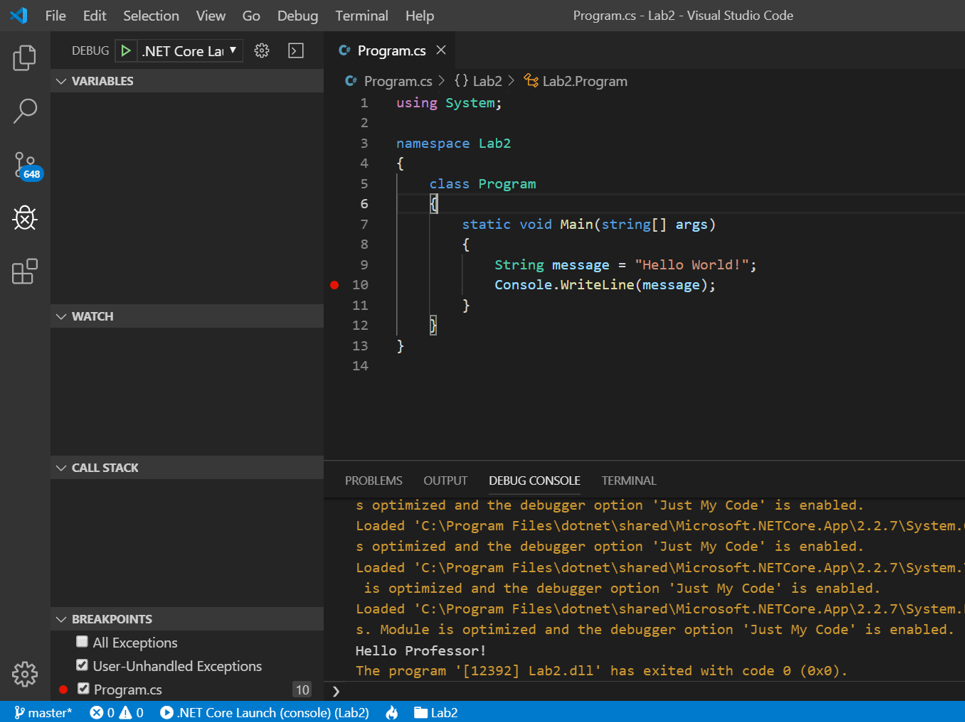 File Edit Selection View Go Debug Terminal Help Program.cs - Lab2 - Visual Studio Code
DEBUG .NET Core Lau
Program.cs
VARIABLES
Program.cs > {} Lab2 > Lab2.Program
1 using System;
2
3 namespace Lab2
4 {
5 class Program
6 {
7 static void Main(string[] args)
8 {
9 String message = "Hello World!";
10 Console.WriteLine(message);
11 }
12 }
13 }
14
648
WATCH
CALL STACK
PROBLEMS OUTPUT DEBUG CONSOLE TERMINAL
s optimized and the debugger option 'Just My Code' is enabled.
Loaded 'C:\Program Files\dotnet\shared\Microsoft.NETCore.App\2.2.7\System.
s optimized and the debugger option 'Just My Code' is enabled.
Loaded 'C:\Program Files\dotnet\shared\Microsoft.NETCore.App\2.2.7\System.
is optimized and the debugger option 'Just My Code' is enabled.
Loaded 'C:\Program Files\dotnet\shared\Microsoft.NETCore.App\2.2.7\System.
s. Module is optimized and the debugger option 'Just My Code' is enabled.
Hello Professor!
The program '[12392] Lab2.dll' has exited with code 0 (0x0).
BREAKPOINTS
All Exceptions
User-Unhandled Exceptions
Program.cs 10
master* 0 0 .NET Core Launch (console) (Lab2) Lab2